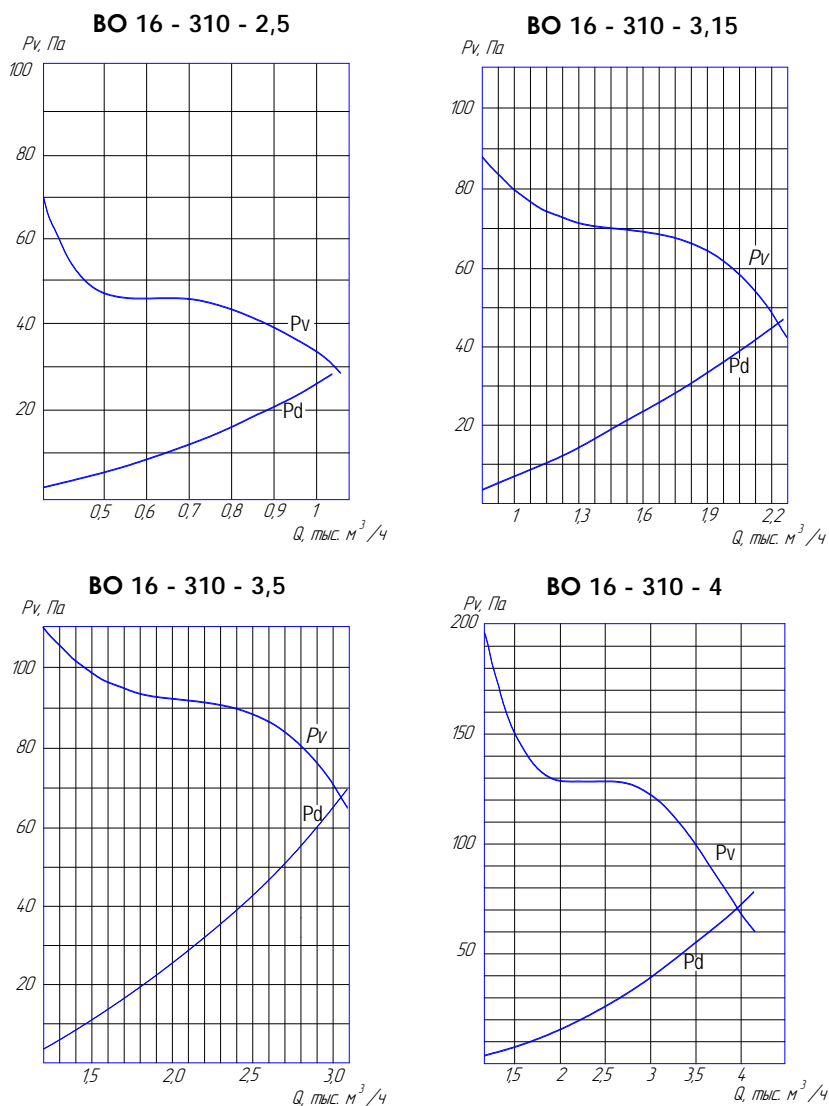 ВО 16 - 310 - 2,5
Pv, Па
100
80
60
40
20
Pv
Pd
0,5 0,6 0,7 0,8 0,9 1
Q, тыс. м³/ч
ВО 16 - 310 - 3,15
Pv, Па
100
80
60
40
20
Pv
Pd
1 1,3 1,6 1,9 2,2
Q, тыс. м³/ч
ВО 16 - 310 - 3,5
Pv, Па
100
80
60
40
20
Pv
Pd
1,5 2,0 2,5 3,0
Q, тыс. м³/ч
ВО 16 - 310 - 4
Pv, Па
200
150
100
50
Pv
Pd
1,5 2 2,5 3 3,5 4
Q, тыс. м³/ч